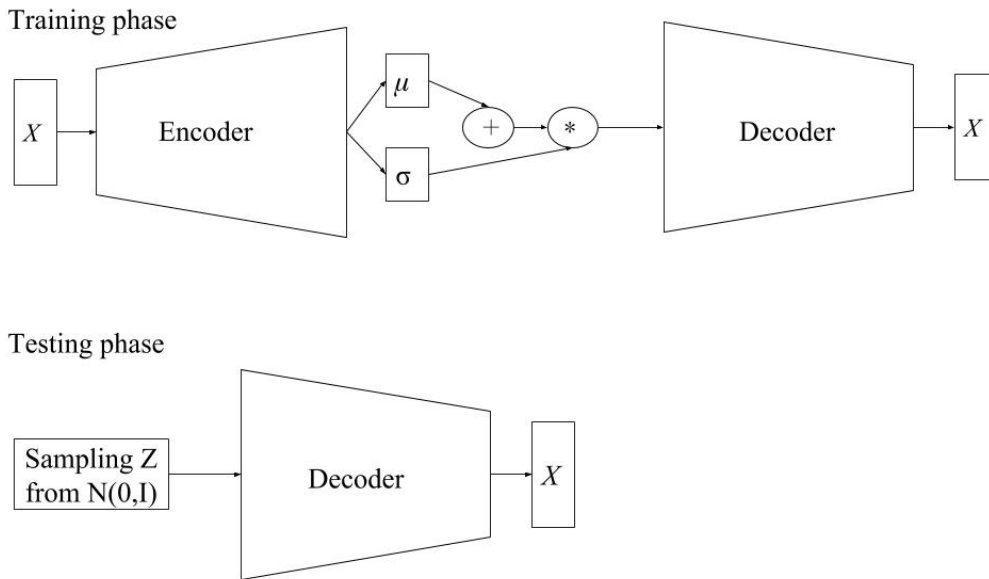 Training phase
X
Encoder
μ
σ
+
*
Decoder
X
Testing phase
Sampling Z
from N(0,I)
Decoder
X